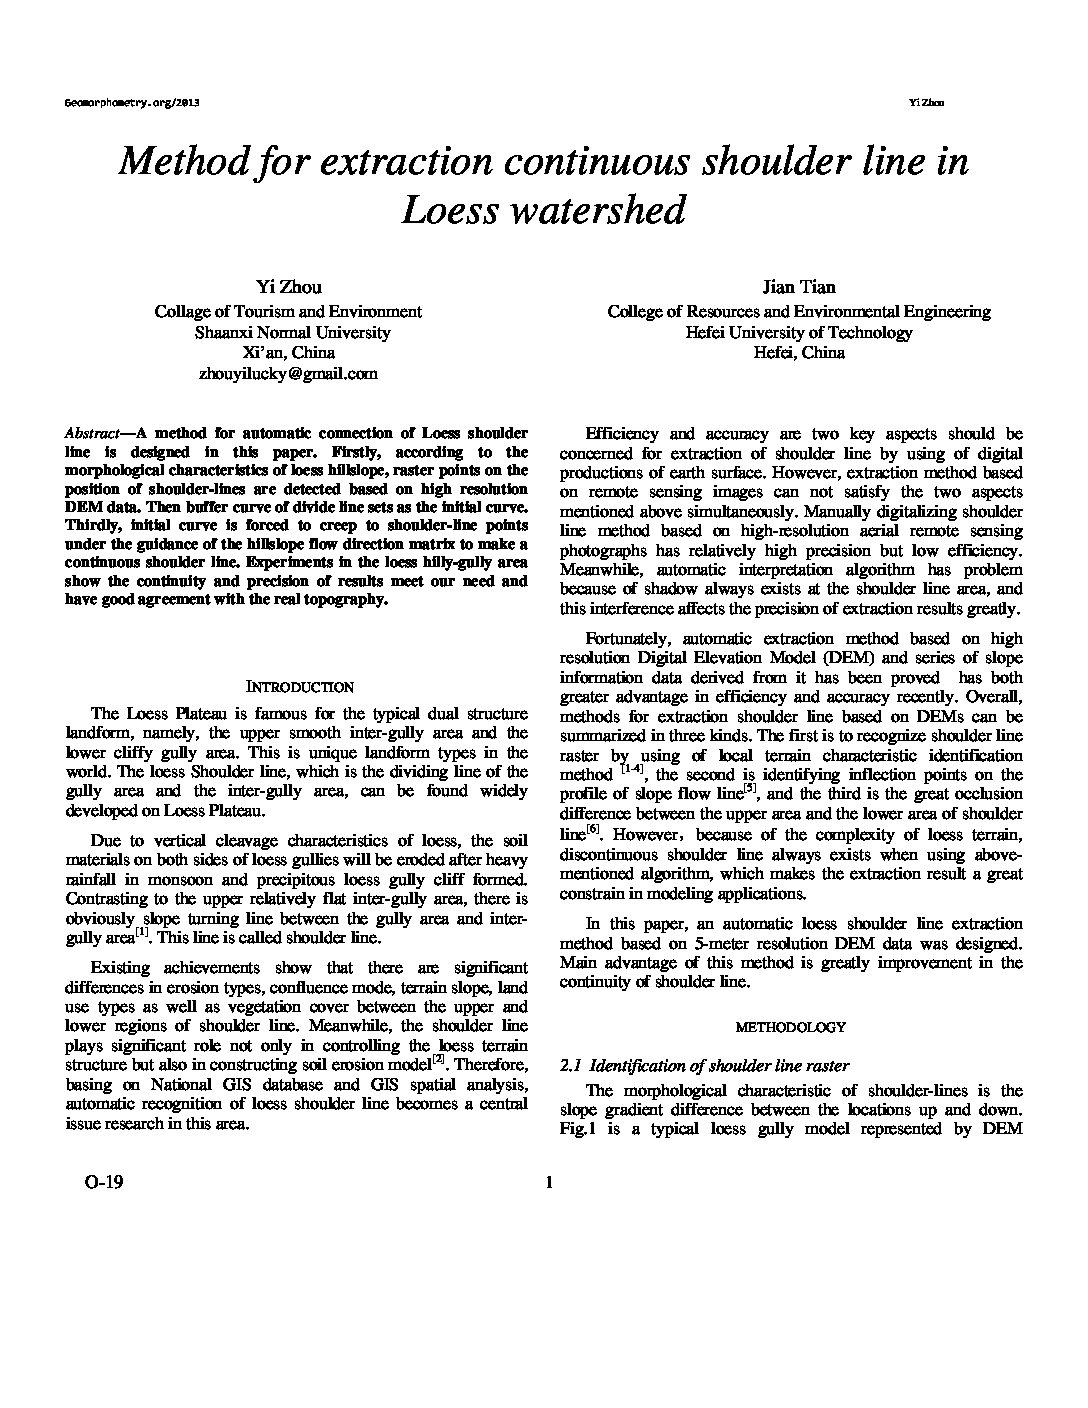 Geomorphometry.org/2013
Yi Zhou
Method for extraction continuous shoulder line in
Loess watershed
Yi Zhou
Collage of Tourism and Environment
Shaanxi Normal University
Xi’an, China
zhouyilucky@gmail.com
Jian Tian
College of Resources and Environmental Engineering
Hefei University of Technology
Hefei, China
Abstract—A method for automatic connection of Loess shoulder
line is designed in this paper. Firstly, according to the
morphological characteristics of loess hillslope, raster points on the
position of shoulder-lines are detected based on high resolution
DEM data. Then buffer curve of divide line sets as the initial curve.
Thirdly, initial curve is forced to creep to shoulder-line points
under the guidance of the hillslope flow direction matrix to make a
continuous shoulder line. Experiments in the loess hilly-gully area
show the continuity and precision of results meet our need and
have good agreement with the real topography.
INTRODUCTION
The Loess Plateau is famous for the typical dual structure
landform, namely, the upper smooth inter-gully area and the
lower cliffy gully area. This is unique landform types in the
world. The loess Shoulder line, which is the dividing line of the
gully area and the inter-gully area, can be found widely
developed on Loess Plateau.
Due to vertical cleavage characteristics of loess, the soil
materials on both sides of loess gullies will be eroded after heavy
rainfall in monsoon and precipitous loess gully cliff formed.
Contrasting to the upper relatively flat inter-gully area, there is
obviously slope turning line between the gully area and inter-
gully area[1]. This line is called shoulder line.
Existing achievements show that there are significant
differences in erosion types, confluence mode, terrain slope, land
use types as well as vegetation cover between the upper and
lower regions of shoulder line. Meanwhile, the shoulder line
plays significant role not only in controlling the loess terrain
structure but also in constructing soil erosion model[2]. Therefore,
basing on National GIS database and GIS spatial analysis,
automatic recognition of loess shoulder line becomes a central
issue research in this area.
Efficiency and accuracy are two key aspects should be
concerned for extraction of shoulder line by using of digital
productions of earth surface. However, extraction method based
on remote sensing images can not satisfy the two aspects
mentioned above simultaneously. Manually digitalizing shoulder
line method based on high-resolution aerial remote sensing
photographs has relatively high precision but low efficiency.
Meanwhile, automatic interpretation algorithm has problem
because of shadow always exists at the shoulder line area, and
this interference affects the precision of extraction results greatly.
Fortunately, automatic extraction method based on high
resolution Digital Elevation Model (DEM) and series of slope
information data derived from it has been proved has both
greater advantage in efficiency and accuracy recently. Overall,
methods for extraction shoulder line based on DEMs can be
summarized in three kinds. The first is to recognize shoulder line
raster by using of local terrain characteristic identification
method [1-4], the second is identifying inflection points on the
profile of slope flow line[5], and the third is the great occlusion
difference between the upper area and the lower area of shoulder
line[6]. However，because of the complexity of loess terrain,
discontinuous shoulder line always exists when using above-
mentioned algorithm, which makes the extraction result a great
constrain in modeling applications.
In this paper, an automatic loess shoulder line extraction
method based on 5-meter resolution DEM data was designed.
Main advantage of this method is greatly improvement in the
continuity of shoulder line.
METHODOLOGY
2.1 Identification of shoulder line raster
The morphological characteristic of shoulder-lines is the
slope gradient difference between the locations up and down.
Fig.1 is a typical loess gully model represented by DEM
O-19
1